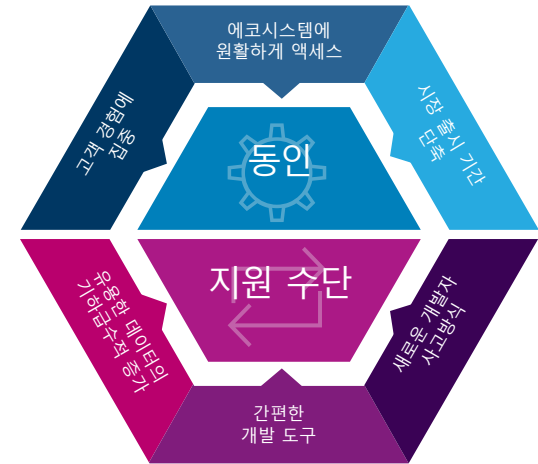 에코시스템에
원활하게 액세스
고객 경험에
집중
시장 출시 기간
단축
동인
지원 수단
유용한 데이터의
기하급수적 증가
새로운 개발자
사고방식
간편한
개발 도구